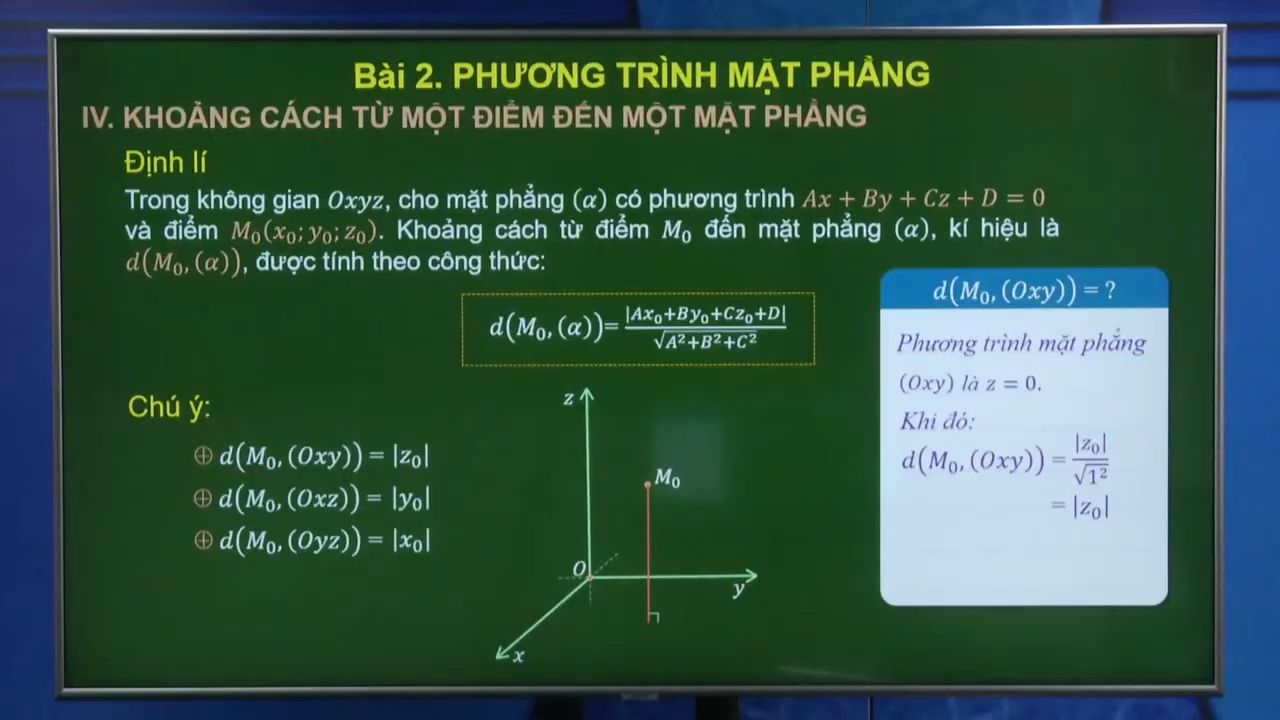 Bài 2. PHƯƠNG TRÌNH MẶT PHẲNG
IV. KHOẢNG CÁCH TỪ MỘT ĐIỂM ĐẾN MỘT MẶT PHẲNG
Định lí
Trong không gian Oxyz, cho mặt phẳng (α) có phương trình Ax + By + Cz + D = 0
và điểm M₀(x₀; y₀; z₀). Khoảng cách từ điểm M₀ đến mặt phẳng (α), kí hiệu là
d(M₀, (α)), được tính theo công thức:
d(M₀, (α))= |Ax₀+By₀+Cz₀+D| / √A²+B²+C²
Chú ý:
⊕ d(M₀, (Oxy)) = |z₀|
⊕ d(M₀, (Oxz)) = |y₀|
⊕ d(M₀, (Oyz)) = |x₀|
z
M₀
O
y
x
d(M₀, (Oxy)) = ?
Phương trình mặt phẳng
(Oxy) là z = 0.
Khi đó:
d(M₀, (Oxy)) = |z₀| / √1²
= |z₀|